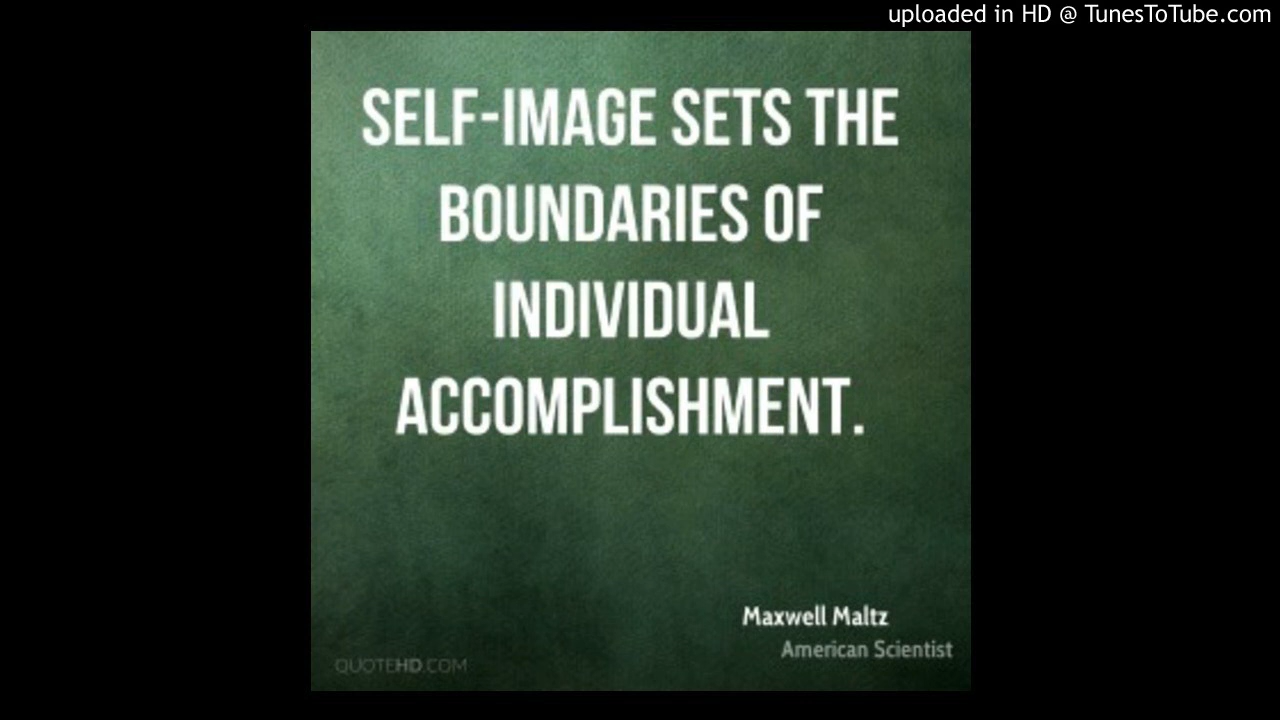 uploaded in HD @ TunesToTube.com
SELF-IMAGE SETS THE
BOUNDARIES OF
INDIVIDUAL
ACCOMPLISHMENT.
Maxwell Maltz
American Scientist
QUOTEHD.COM